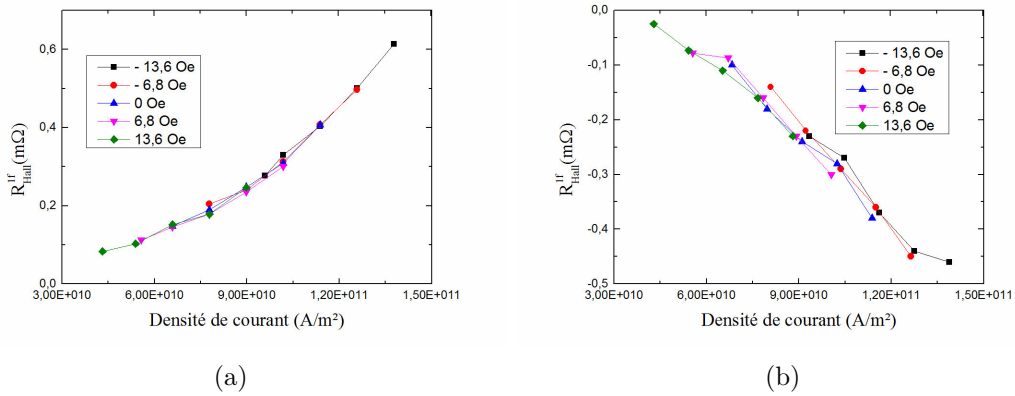 0,6
0,4
0,2
0,0
R_Hall^1f (mΩ)
- 13,6 Oe
- 6,8 Oe
0 Oe
6,8 Oe
13,6 Oe
3,00E+010 6,00E+010 9,00E+010 1,20E+011 1,50E+011
Densité de courant (A/m²)
(a)
0,0
-0,1
-0,2
-0,3
-0,4
-0,5
R_Hall^1f (mΩ)
- 13,6 Oe
- 6,8 Oe
0 Oe
6,8 Oe
13,6 Oe
3,00E+010 6,00E+010 9,00E+010 1,20E+011 1,50E+011
Densité de courant (A/m²)
(b)